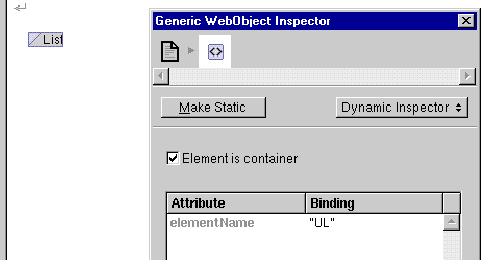 Generic WebObject Inspector
List
Make Static
Dynamic Inspector
Element is container
Attribute Binding
elementName "UL"